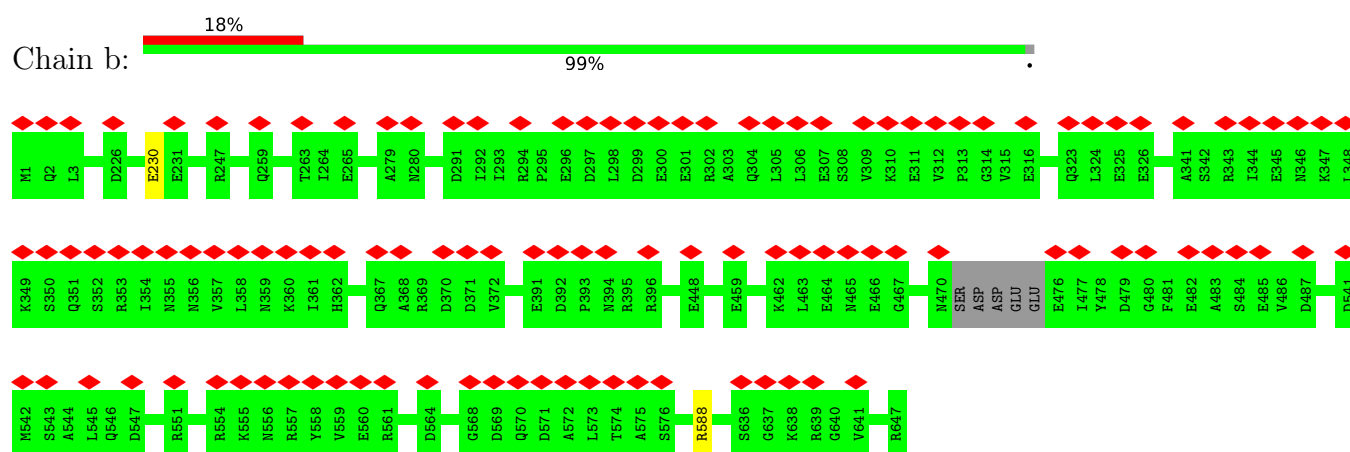 18%
Chain b:
99%
.
M1 Q2 L3 D226 E230 E231 R247 Q259 T263 I264 E265 A279 N280 D291 I292 I293 R294 P295 E296 D297 L298 D299 E300 E301 R302 A303 Q304 L305 L306 E307 S308 V309 K310 E311 V312 P313 G314 V315 E316 Q323 L324 E325 E326 A341 S342 R343 I344 E345 N346 K347 L348
K349 S350 Q351 S352 R353 I354 N355 N356 V357 L358 N359 K360 I361 H362 Q367 A368 R369 D370 D371 V372 E391 D392 P393 N394 R395 R396 E448 E459 K462 L463 E464 N465 E466 G467 N470 SER ASP ASP GLU GLU E476 I477 Y478 D479 G480 F481 E482 A483 S484 E485 V486 D487 D541
M542 S543 A544 L545 Q546 D547 R551 R554 K555 N556 R557 Y558 V559 E560 R561 D564 G568 D569 Q570 D571 A572 L573 T574 A575 S576 R588 S636 G637 K638 R639 G640 V641 R647